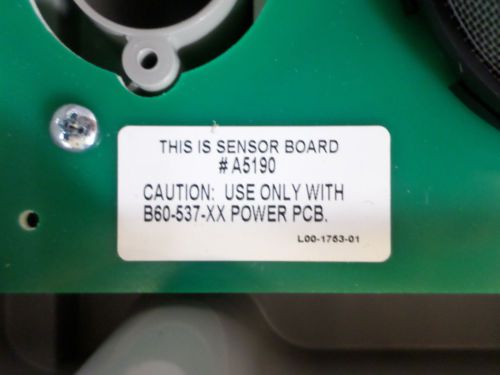 THIS IS SENSOR BOARD
# A5190
CAUTION: USE ONLY WITH
B60-537-XX POWER PCB.
L00-1753-01